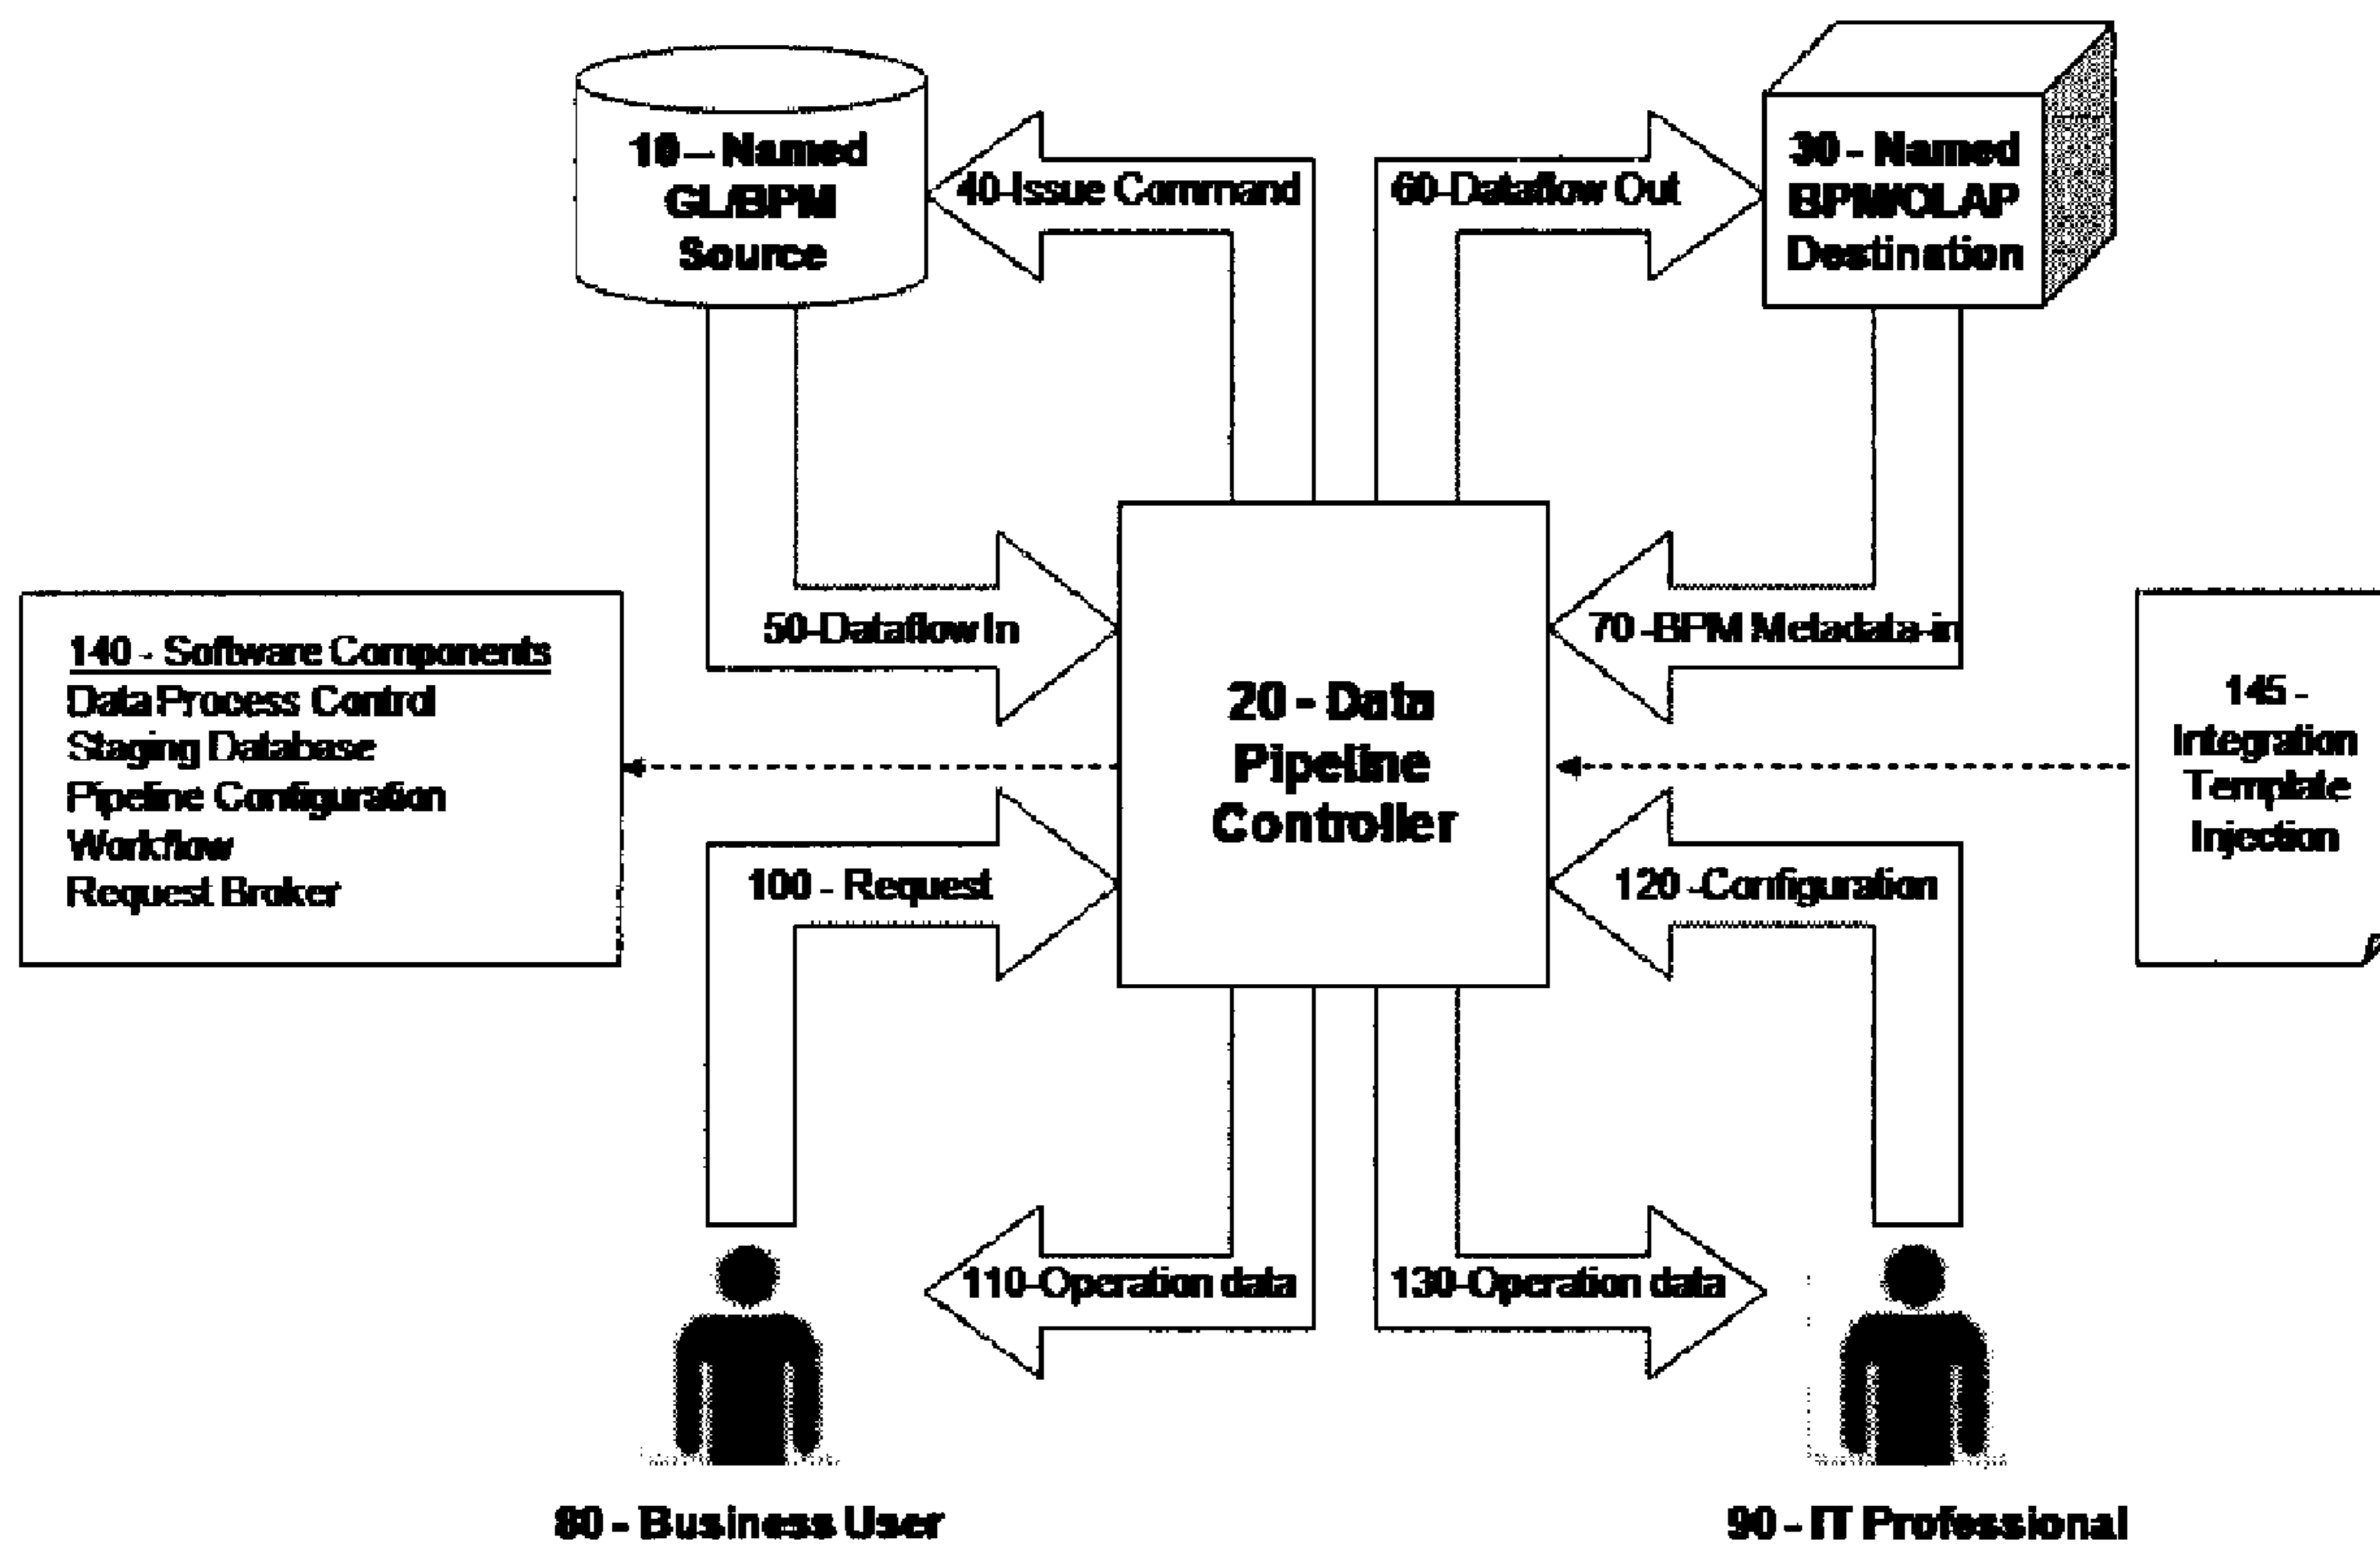 10 – Named
GL/BPM
Source
40-Issue Command
60-Dataflow Out
30 - Named
BPM/OLAP
Destination
50-Dataflow In
70 -BPM Metadata-in
140 - Software Components
Data Process Control
Staging Database
Pipeline Configuration
Workflow
Request Broker
20 - Data
Pipeline
Controller
145 -
Integration
Template
Injection
100 - Request
120 -Configuration
110-Operation data
130-Operation data
80 - Business User
90 - IT Professional